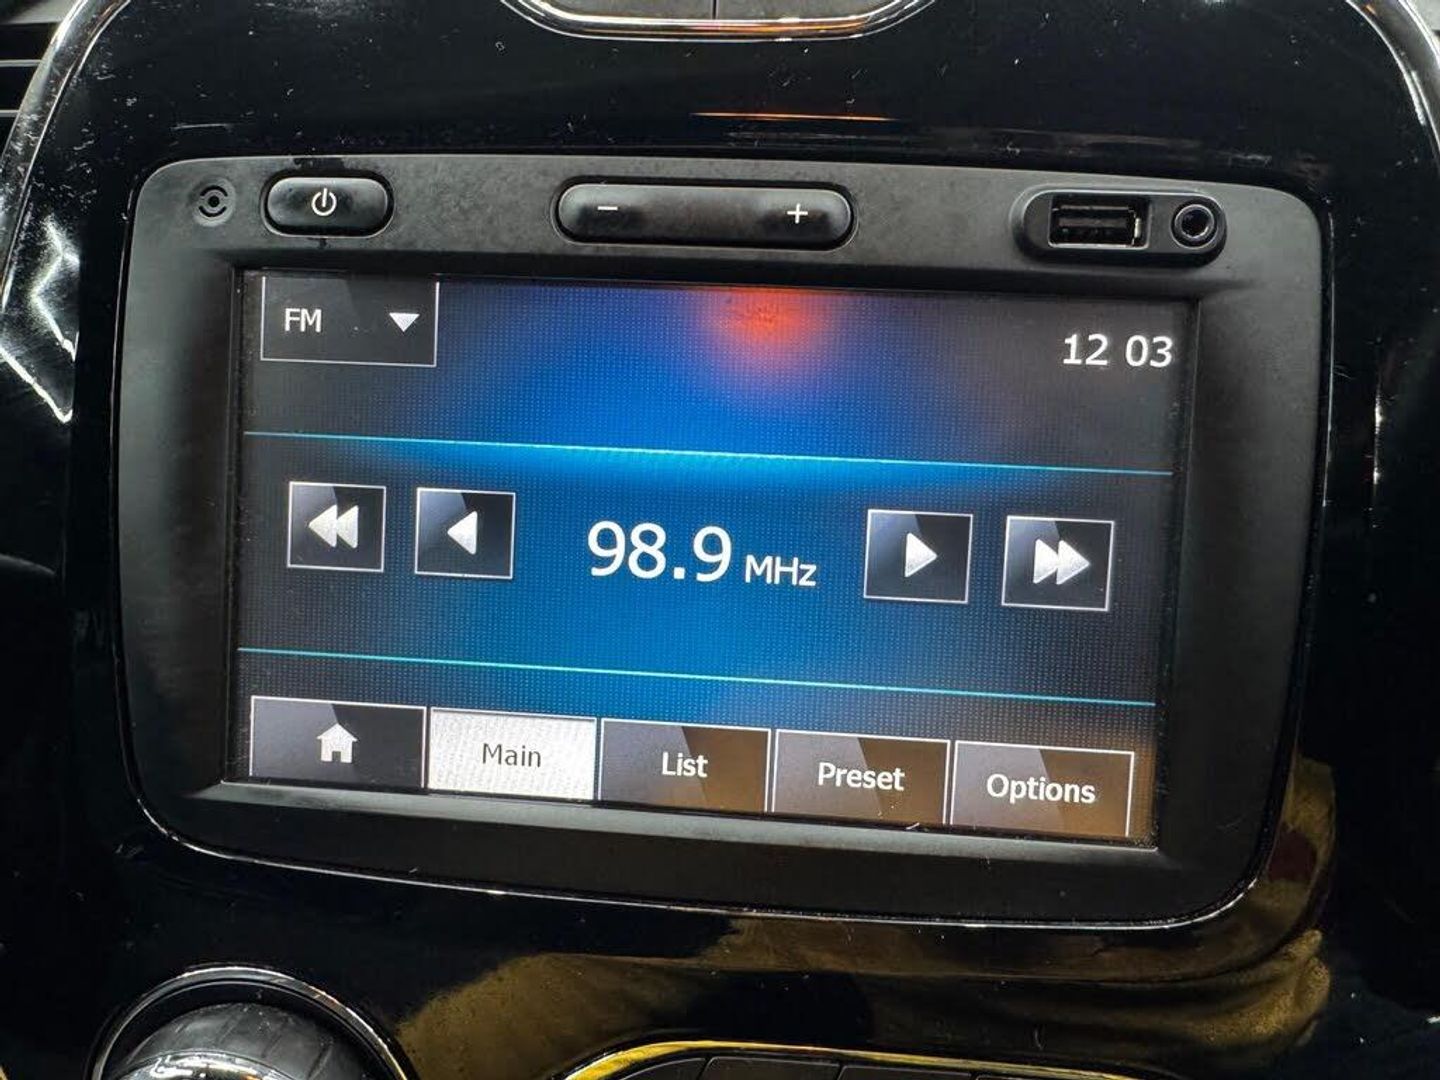 FM
12 03
98.9 MHz
Main
List
Preset
Options